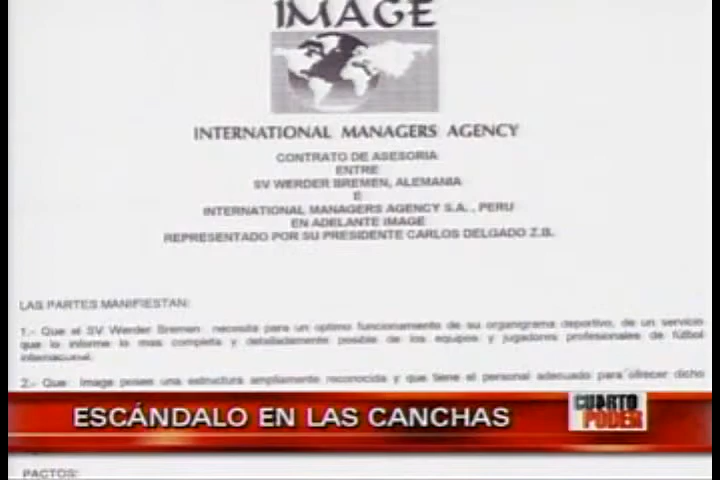 IMAGE
INTERNATIONAL MANAGERS AGENCY
CONTRATO DE ASESORIA
ENTRE
SV WERDER BREMEN, ALEMANIA
E
INTERNATIONAL MANAGERS AGENCY S.A., PERU
EN ADELANTE IMAGE
REPRESENTADO POR SU PRESIDENTE CARLOS DELGADO Z.B.
LAS PARTES MANIFIESTAN:
1.- Que el SV Werder Bremen necesita para un optimo funcionamiento de su organigrama deportivo, de un servicio
que lo informe lo mas completa y detalladamente posible de los equipos y jugadores profesionales de fútbol
internacional.
2.- Que Image posee una estructura ampliamente reconocida y que tiene el personal adecuado para ofrecer dicho
ESCÁNDALO EN LAS CANCHAS
CUARTO
PODER
PACTOS: